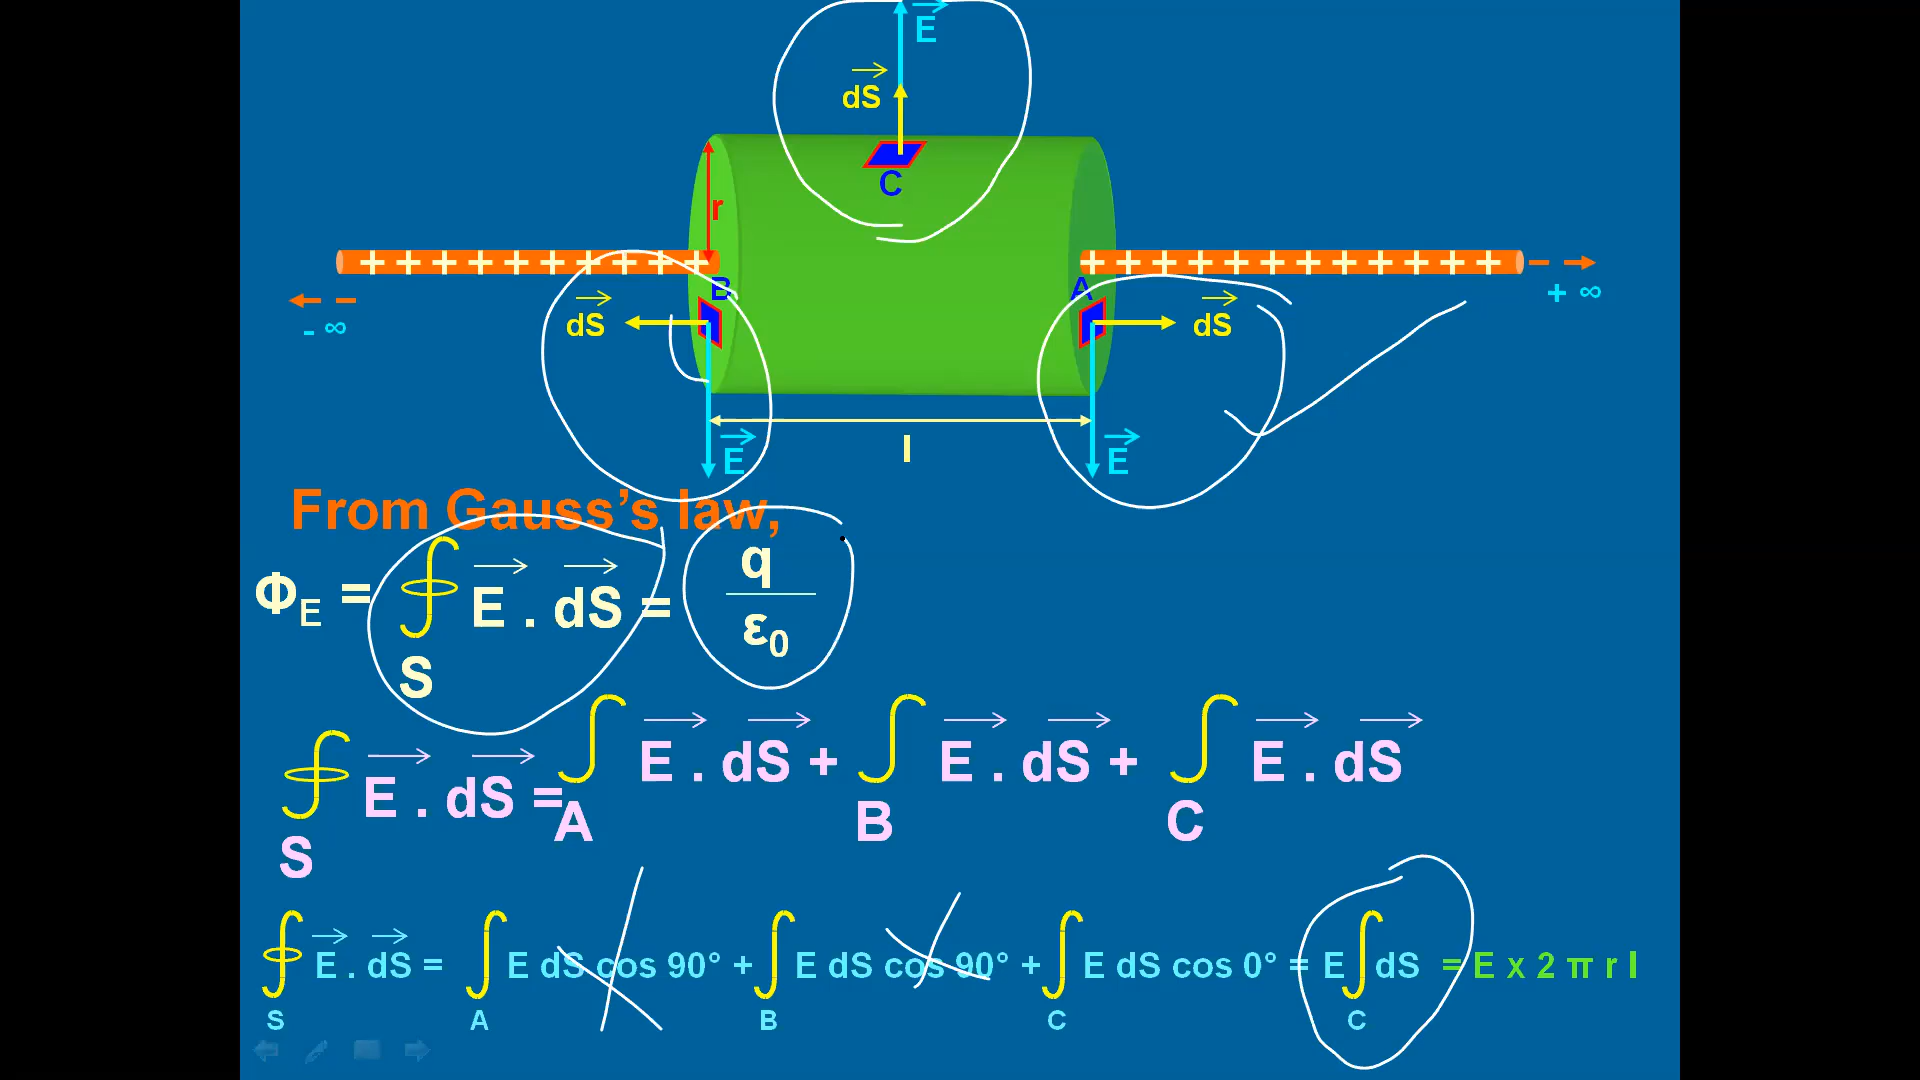 E
dS
C
r
+ + + + + + + + + +
+ + + + + + + + + + + +
B
A
dS
dS
- ∞
+ ∞
E
l
E
From Gauss’s law,
Φ_E = ∮_S E . dS = q / ε₀
∮_S E . dS = ∫_A E . dS + ∫_B E . dS + ∫_C E . dS
∮_S E . dS = ∫_A E dS cos 90° + ∫_B E dS cos 90° + ∫_C E dS cos 0° = E ∫_C dS = E x 2 π r l